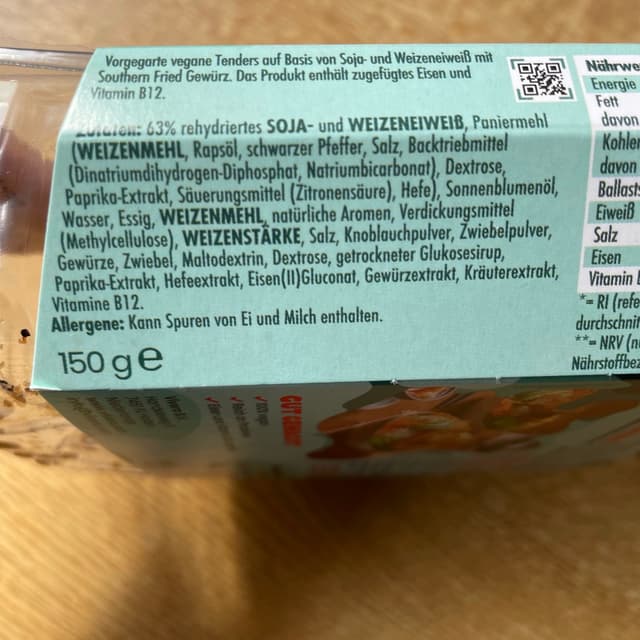 Vorgegarte vegane Tenders auf Basis von Soja- und Weizeneiweiß mit
Southern Fried Gewürz. Das Produkt enthält zugefügtes Eisen und
Vitamin B12.
Zutaten: 63% rehydriertes SOJA- und WEIZENEIWEIß, Paniermehl
(WEIZENMEHL, Rapsöl, schwarzer Pfeffer, Salz, Backtriebmittel
(Dinatriumdihydrogen-Diphosphat, Natriumbicarbonat), Dextrose,
Paprika-Extrakt, Säuerungsmittel (Zitronensäure), Hefe), Sonnenblumenöl,
Wasser, Essig, WEIZENMEHL, natürliche Aromen, Verdickungsmittel
(Methylcellulose), WEIZENSTÄRKE, Salz, Knoblauchpulver, Zwiebelpulver,
Gewürze, Zwiebel, Maltodextrin, Dextrose, getrockneter Glukosesirup,
Paprika-Extrakt, Hefeextrakt, Eisen(II)Gluconat, Gewürzextrakt, Kräuterextrakt,
Vitamine B12.
Allergene: Kann Spuren von Ei und Milch enthalten.
150 g e
Nährwe
Energie
Fett
davon
Kohler
davon
Ballast
Eiweiß
Salz
Eisen
Vitamin
*= RI (refe
durchschnit
**= NRV (nu
Nährstoffbez